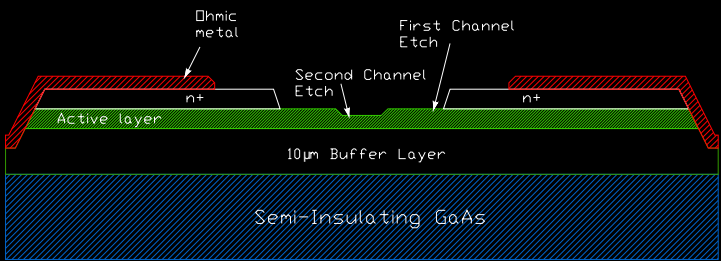 Ohmic
metal
First Channel
Etch
Second Channel
Etch
n+
n+
Active layer
10µm Buffer Layer
Semi-Insulating GaAs